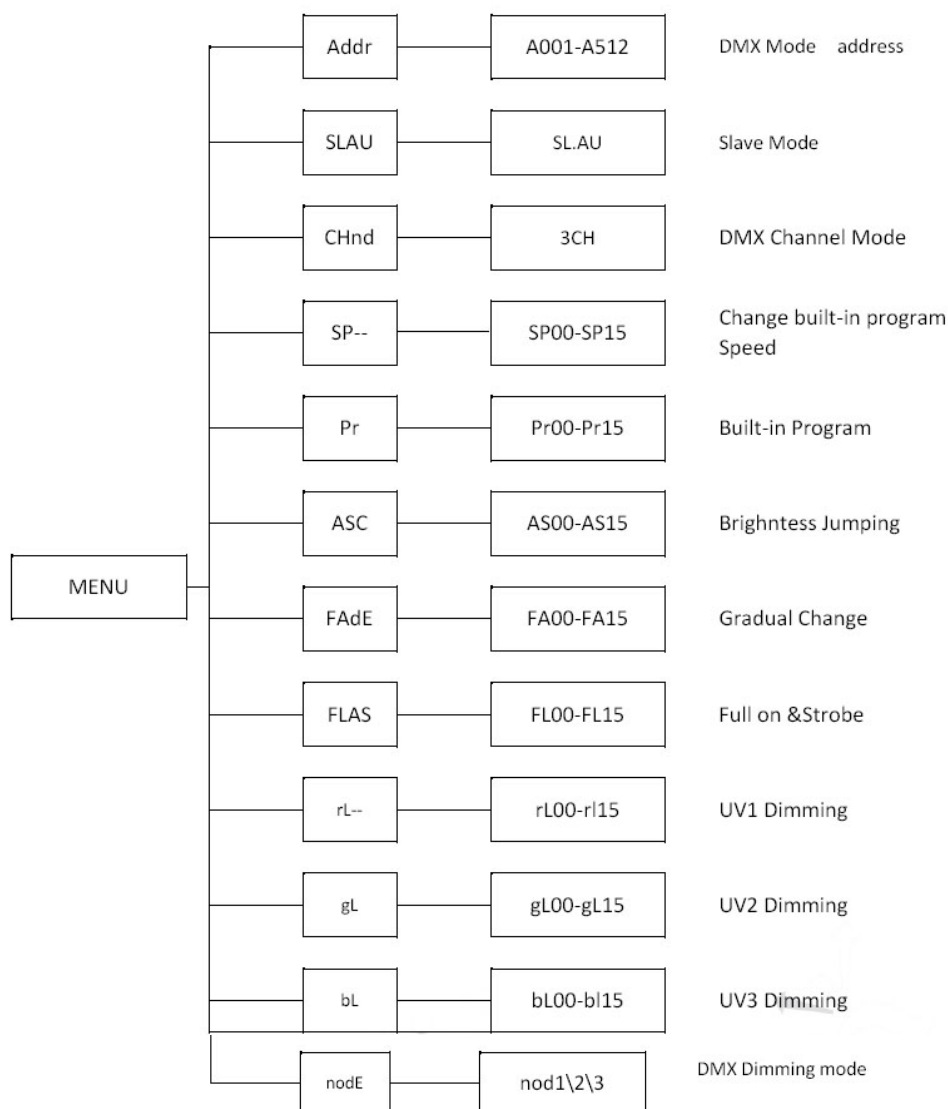 Addr A001-A512 DMX Mode address
SLAU SL.AU Slave Mode
CHnd 3CH DMX Channel Mode
SP-- SP00-SP15 Change built-in program
Speed
Pr Pr00-Pr15 Built-in Program
ASC AS00-AS15 Brighntess Jumping
MENU
FAdE FA00-FA15 Gradual Change
FLAS FL00-FL15 Full on &Strobe
rL-- rL00-rl15 UV1 Dimming
gL gL00-gL15 UV2 Dimming
bL bL00-bl15 UV3 Dimming
nodE nod1\2\3 DMX Dimming mode